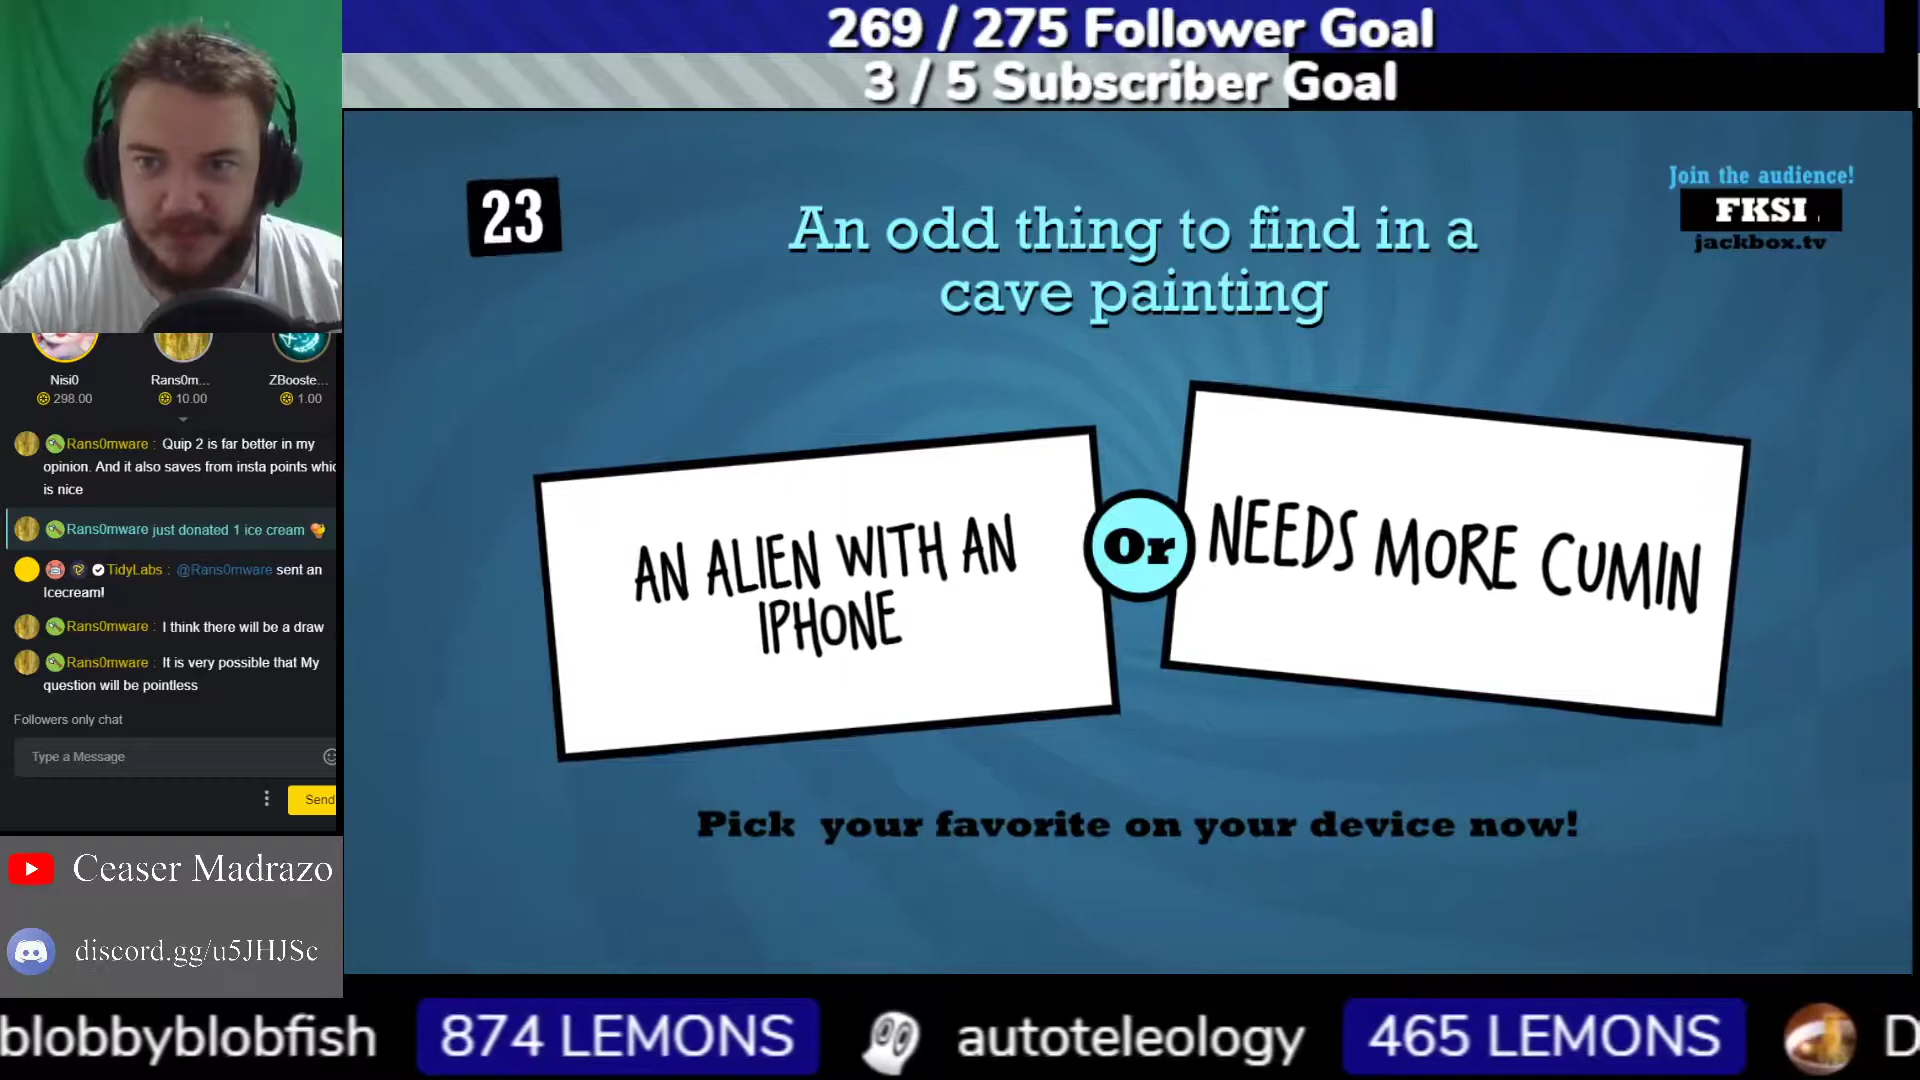 269 / 275 Follower Goal
3 / 5 Subscriber Goal
23
An odd thing to find in a
cave painting
Join the audience!
FKSI
jackbox.tv
AN ALIEN WITH AN
IPHONE
Or
NEEDS MORE CUMIN
Pick your favorite on your device now!
Nisi0
Rans0m...
ZBooste...
298.00
10.00
1.00
Rans0mware : Quip 2 is far better in my
opinion. And it also saves from insta points
is nice
Rans0mware just donated 1 ice cream
TidyLabs : @Rans0mware sent an
Icecream!
Rans0mware : I think there will be a draw
Rans0mware : It is very possible that My
question will be pointless
Followers only chat
Type a Message
Send
Ceaser Madrazo
discord.gg/u5JHJSc
blobbyblobfish
874 LEMONS
autoteleology
465 LEMONS